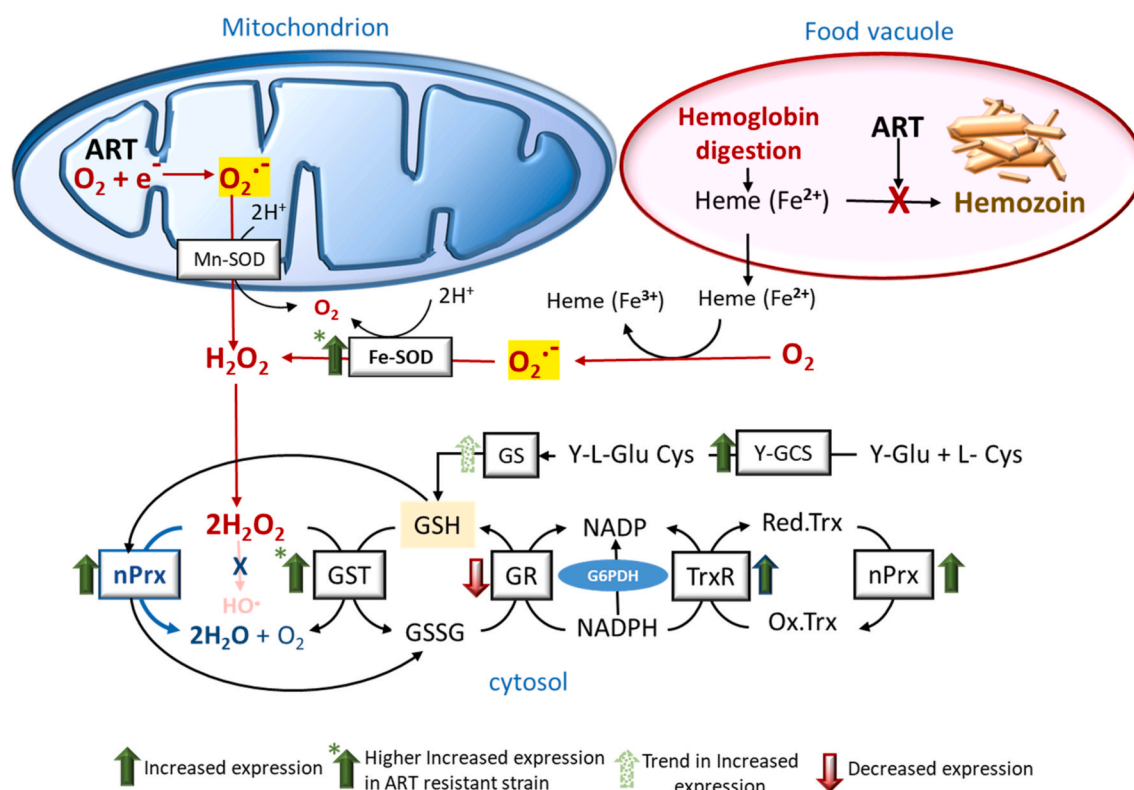 Mitochondrion
Food vacuole
ART
O₂ + e⁻
O₂·⁻
2H⁺
Mn-SOD
Hemoglobin
digestion
ART
Heme (Fe²⁺)
X
Hemozoin
O₂
2H⁺
Heme (Fe³⁺)
Heme (Fe²⁺)
H₂O₂
*
Fe-SOD
O₂·⁻
O₂
GS
Y-L-Glu Cys
Y-GCS
Y-Glu + L- Cys
2H₂O₂
GSH
NADP
Red.Trx
nPrx
X
*
GST
GR
G6PDH
TrxR
nPrx
HO·
2H₂O + O₂
GSSG
NADPH
Ox.Trx
cytosol
Increased expression
* Higher Increased expression
in ART resistant strain
Trend in Increased
expression
Decreased expression